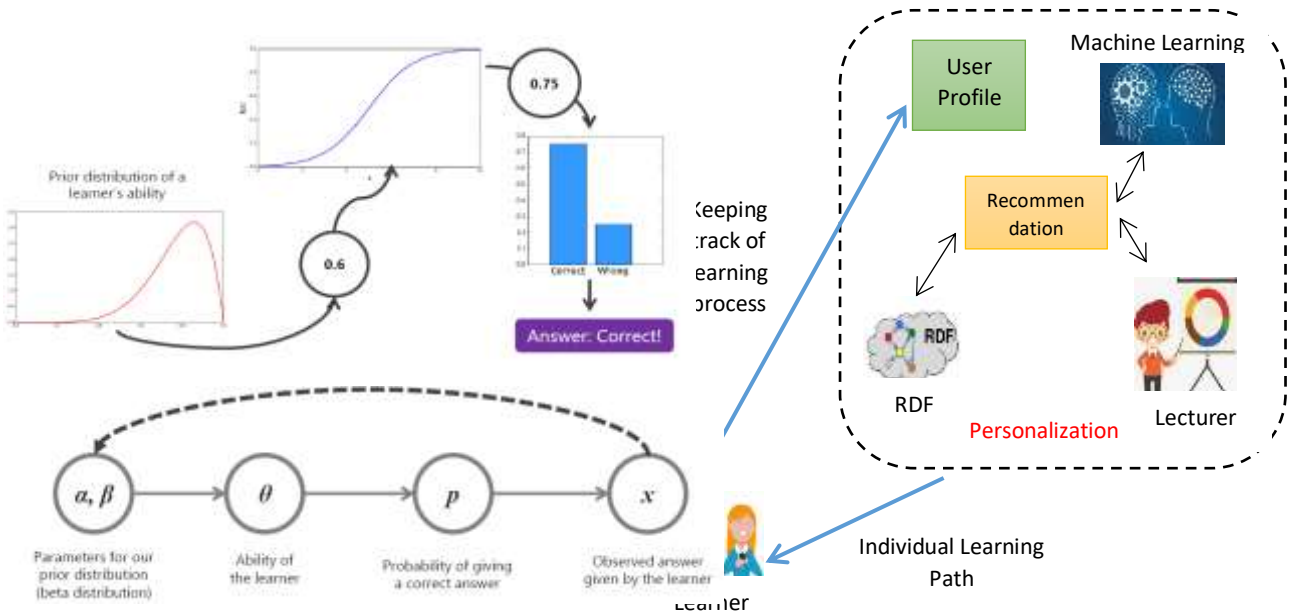 Prior distribution of a
learner's ability
0.6
0.75
Correct Wrong
Answer: Correct!
α, β
θ
p
x
Parameters for our
prior distribution
(beta distribution)
Ability of
the learner
Probability of giving
a correct answer
Observed answer
given by the learner
Keeping
track of
earning
process
User
Profile
Machine Learning
Recommen
dation
RDF
RDF
Lecturer
Personalization
Individual Learning
Path
Learner